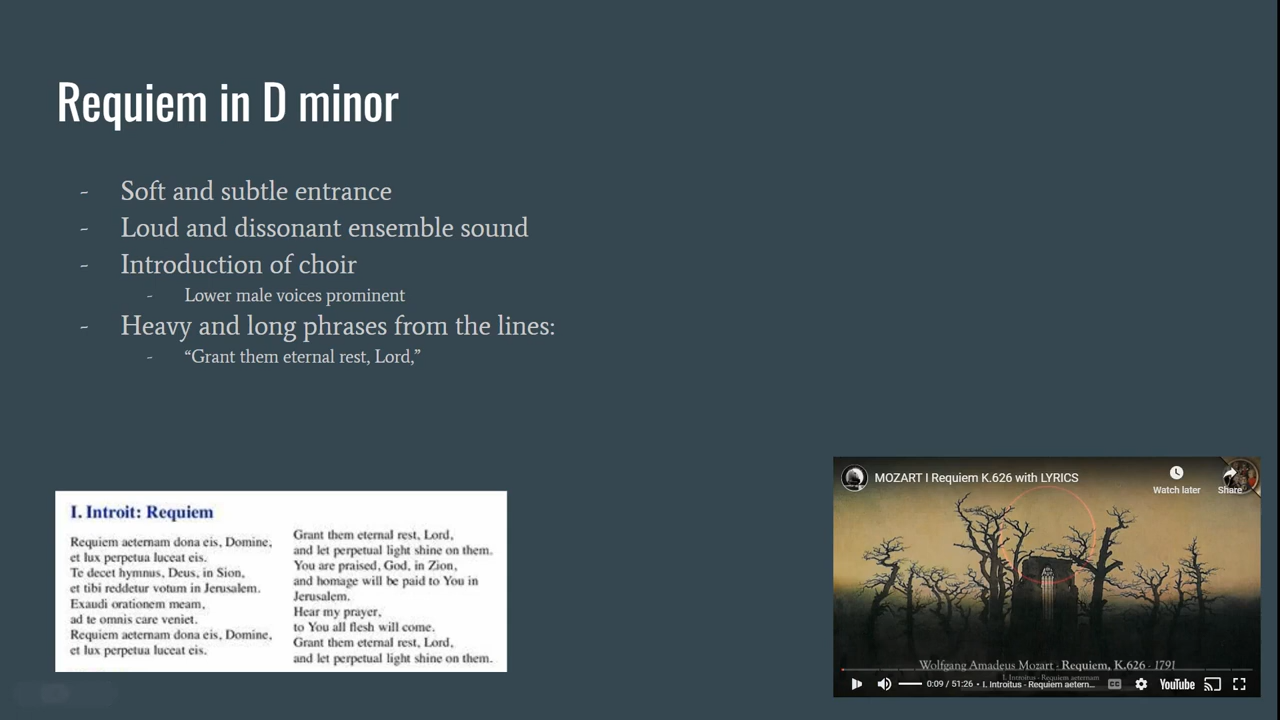 Requiem in D minor
- Soft and subtle entrance
- Loud and dissonant ensemble sound
- Introduction of choir
- Lower male voices prominent
- Heavy and long phrases from the lines:
- “Grant them eternal rest, Lord,”
I. Introit: Requiem
Requiem aeternam dona eis, Domine,
et lux perpetua luceat eis.
Te decet hymnus, Deus, in Sion,
et tibi reddetur votum in Jerusalem.
Exaudi orationem meam,
ad te omnis care veniet.
Requiem aeternam dona eis, Domine,
et lux perpetua luceat eis.
Grant them eternal rest, Lord,
and let perpetual light shine on them.
You are praised, God, in Zion,
and homage will be paid to You in
Jerusalem.
Hear my prayer,
to You all flesh will come.
Grant them eternal rest, Lord,
and let perpetual light shine on them.
MOZART I Requiem K.626 with LYRICS
Watch later
Share
Wolfgang Amadeus Mozart - Requiem, K.626 - 1791
I. Introitus - Requiem aeternam
0:09 / 51:26 • I. Introitus - Requiem aetern...
CC
YouTube